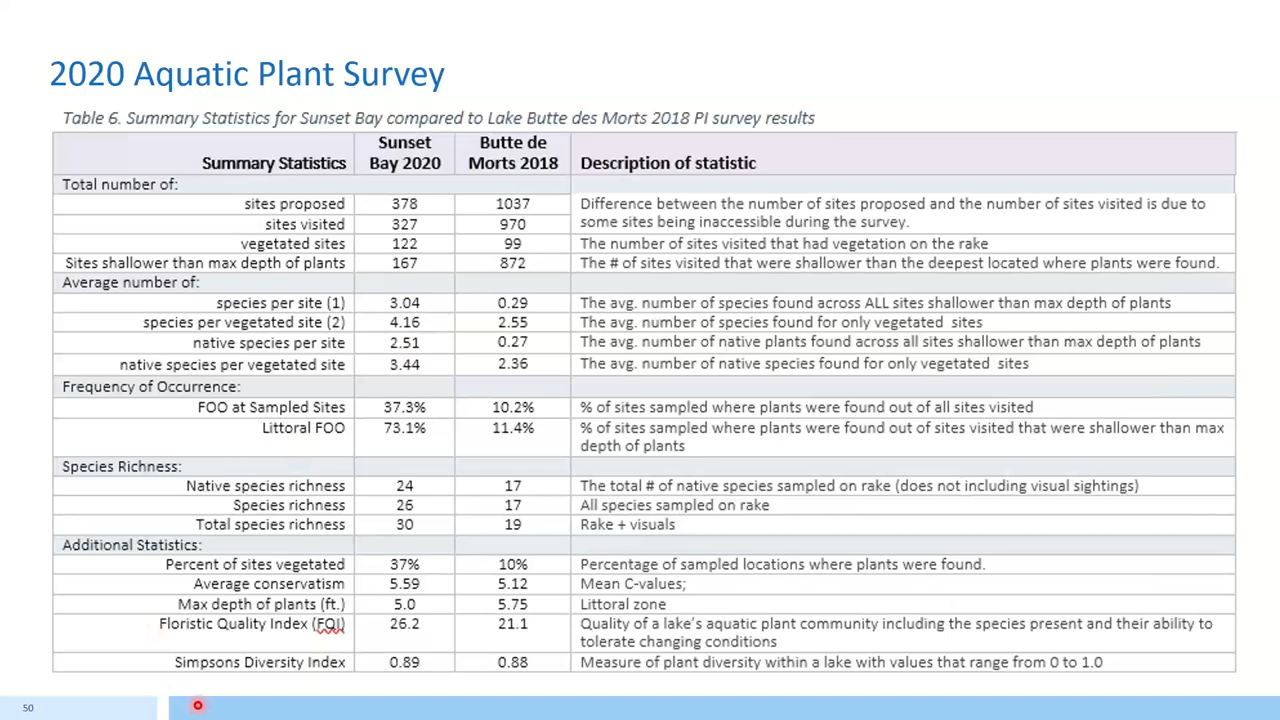 2020 Aquatic Plant Survey
Table 6. Summary Statistics for Sunset Bay compared to Lake Butte des Morts 2018 PI survey results
Summary Statistics Sunset Bay 2020 Butte de Morts 2018 Description of statistic
Total number of:
sites proposed 378 1037 Difference between the number of sites proposed and the number of sites visited is due to
sites visited 327 970 some sites being inaccessible during the survey.
vegetated sites 122 99 The number of sites visited that had vegetation on the rake
Sites shallower than max depth of plants 167 872 The # of sites visited that were shallower than the deepest located where plants were found.
Average number of:
species per site (1) 3.04 0.29 The avg. number of species found across ALL sites shallower than max depth of plants
species per vegetated site (2) 4.16 2.55 The avg. number of species found for only vegetated sites
native species per site 2.51 0.27 The avg. number of native plants found across all sites shallower than max depth of plants
native species per vegetated site 3.44 2.36 The avg. number of native species found for only vegetated sites
Frequency of Occurrence:
FOO at Sampled Sites 37.3% 10.2% % of sites sampled where plants were found out of all sites visited
Littoral FOO 73.1% 11.4% % of sites sampled where plants were found out of sites visited that were shallower than max
depth of plants
Species Richness:
Native species richness 24 17 The total # of native species sampled on rake (does not including visual sightings)
Species richness 26 17 All species sampled on rake
Total species richness 30 19 Rake + visuals
Additional Statistics:
Percent of sites vegetated 37% 10% Percentage of sampled locations where plants were found.
Average conservatism 5.59 5.12 Mean C-values;
Max depth of plants (ft.) 5.0 5.75 Littoral zone
Floristic Quality Index (FQI) 26.2 21.1 Quality of a lake's aquatic plant community including the species present and their ability to
tolerate changing conditions
Simpsons Diversity Index 0.89 0.88 Measure of plant diversity within a lake with values that range from 0 to 1.0
50